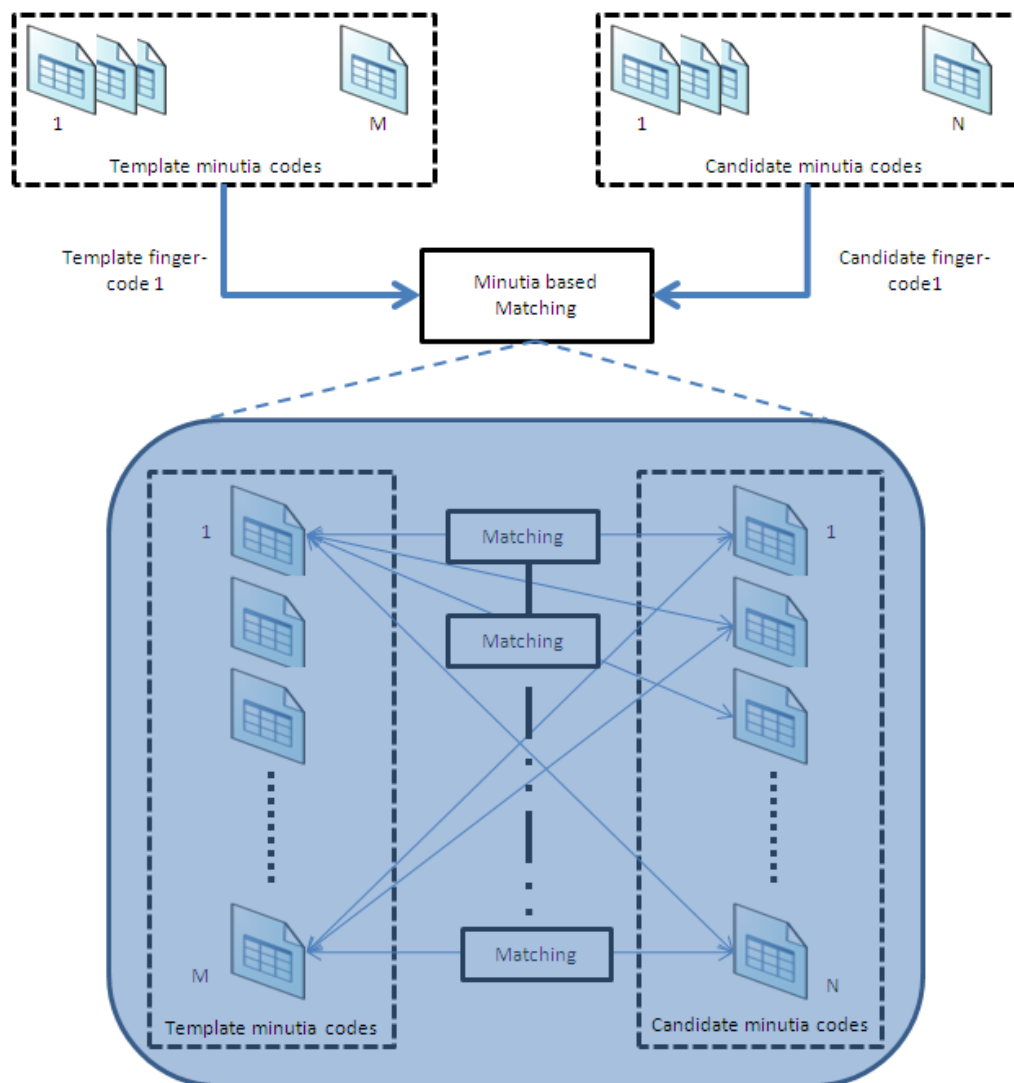 1
M
Template minutia codes
1
N
Candidate minutia codes
Template finger-
code 1
Minutia based
Matching
Candidate finger-
code1
1
Matching
1
Matching
Matching
M
N
Template minutia codes
Candidate minutia codes